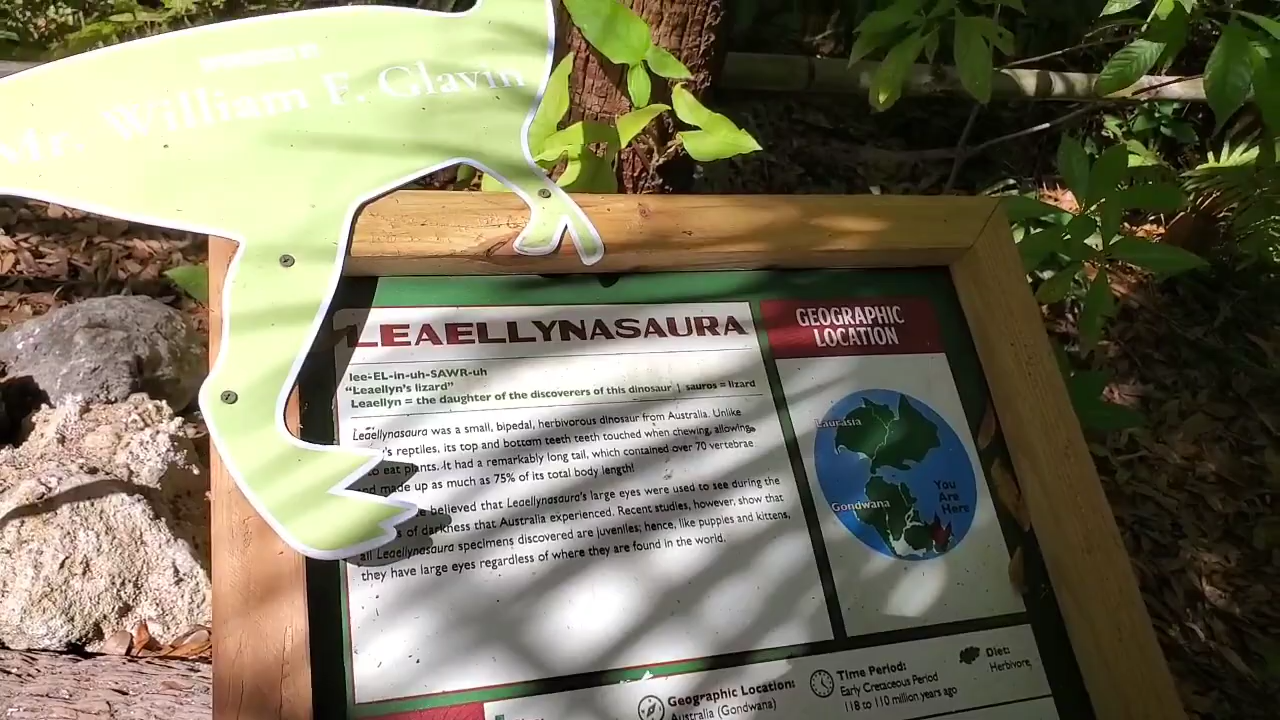 Mr. William F. Glavin
LEAELLYNASAURA
lee-EL-in-uh-SAWR-uh
"Leaellyn's lizard"
Leaellyn = the daughter of the discoverers of this dinosaur | sauros = lizard
Leaellynasaura was a small, bipedal, herbivorous dinosaur from Australia. Unlike
's reptiles, its top and bottom teeth teeth touched when chewing, allowing
to eat plants. It had a remarkably long tail, which contained over 70 vertebrae
and made up as much as 75% of its total body length!
believed that Leaellynasaura's large eyes were used to see during the
of darkness that Australia experienced. Recent studies, however, show that
all Leaellynasaura specimens discovered are juveniles; hence, like puppies and kittens,
they have large eyes regardless of where they are found in the world.
GEOGRAPHIC
LOCATION
Laurasia
Gondwana
You
Are
Here
Geographic Location:
Australia (Gondwana)
Time Period:
Early Cretaceous Period
118 to 110 million years ago
Diet:
Herbivore